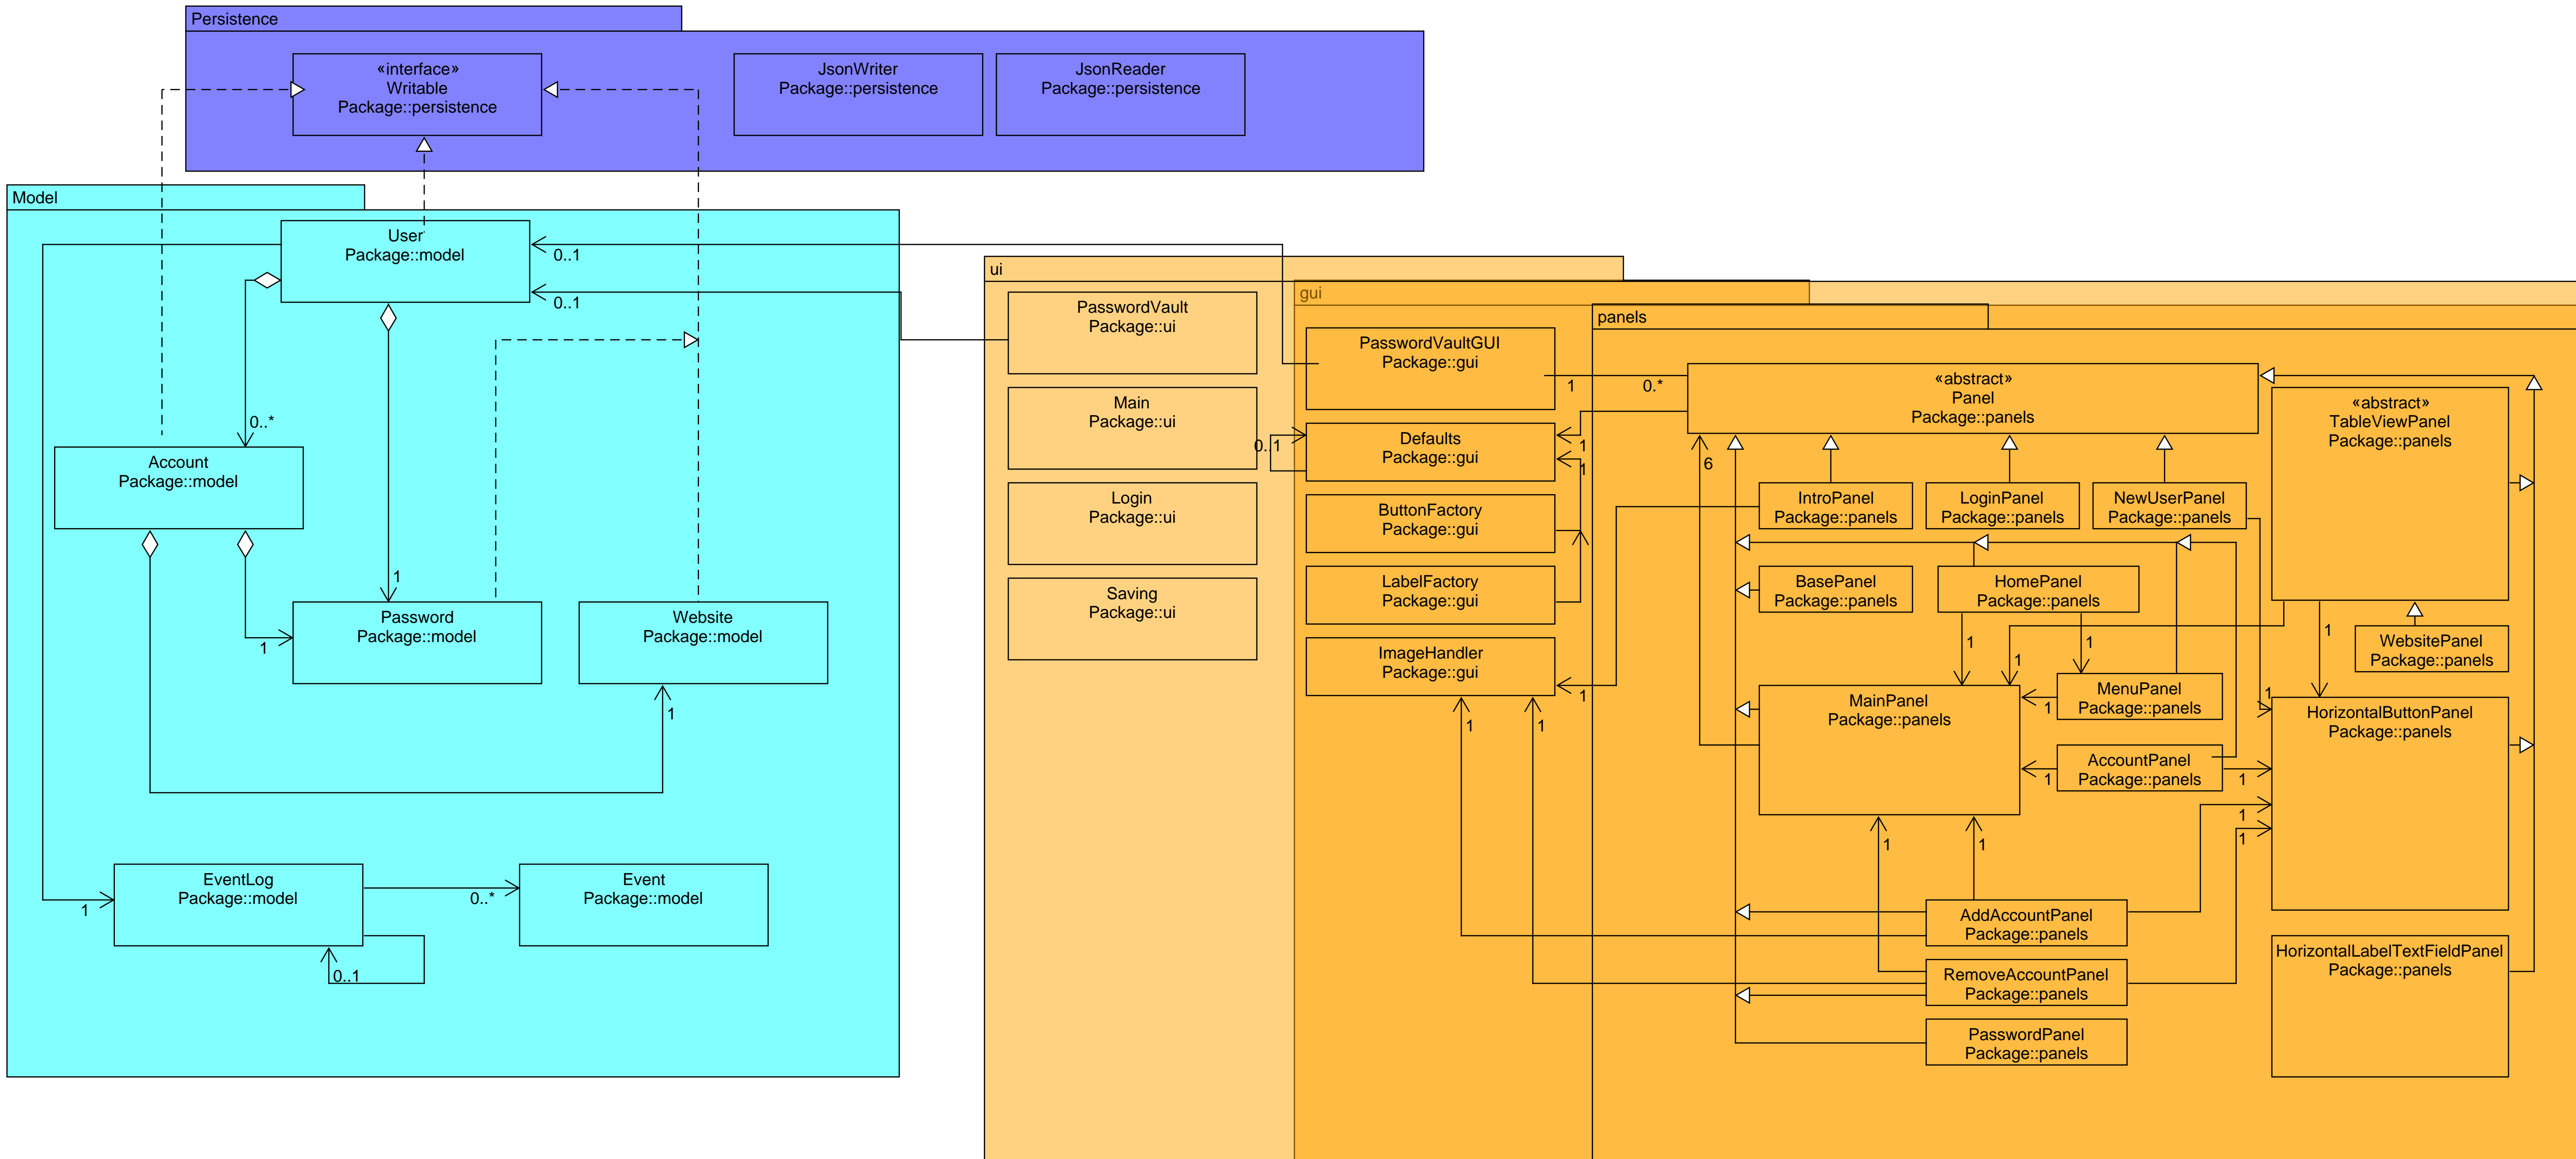 Persistence
«interface»
Writable
Package::persistence
JsonWriter
Package::persistence
JsonReader
Package::persistence
Model
User
Package::model
0..1
0..1
0..*
Account
Package::model
1
Password
Package::model
1
Website
Package::model
1
EventLog
Package::model
1
0..*
0..1
Event
Package::model
ui
PasswordVault
Package::ui
Main
Package::ui
Login
Package::ui
Saving
Package::ui
gui
PasswordVaultGUI
Package::gui
1
0.*
0..1
Defaults
Package::gui
1
1
ButtonFactory
Package::gui
LabelFactory
Package::gui
ImageHandler
Package::gui
1
1
1
panels
«abstract»
Panel
Package::panels
6
«abstract»
TableViewPanel
Package::panels
IntroPanel
Package::panels
LoginPanel
Package::panels
NewUserPanel
Package::panels
BasePanel
Package::panels
HomePanel
Package::panels
1
1
1
1
WebsitePanel
Package::panels
MainPanel
Package::panels
MenuPanel
Package::panels
1
1
HorizontalButtonPanel
Package::panels
AccountPanel
Package::panels
1
1
1
1
1
1
AddAccountPanel
Package::panels
RemoveAccountPanel
Package::panels
PasswordPanel
Package::panels
HorizontalLabelTextFieldPanel
Package::panels